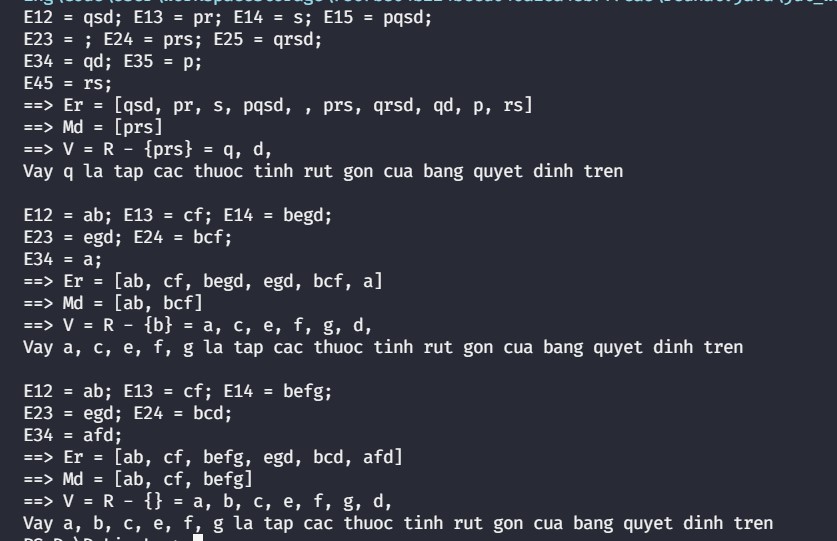 E12 = qsd; E13 = pr; E14 = s; E15 = pqsd;
E23 = ; E24 = prs; E25 = qrsd;
E34 = qd; E35 = p;
E45 = rs;
==> Er = [qsd, pr, s, pqsd, , prs, qrsd, qd, p, rs]
==> Md = [prs]
==> V = R - {prs} = q, d,
Vay q la tap cac thuoc tinh rut gon cua bang quyet dinh tren
E12 = ab; E13 = cf; E14 = begd;
E23 = egd; E24 = bcf;
E34 = a;
==> Er = [ab, cf, begd, egd, bcf, a]
==> Md = [ab, bcf]
==> V = R - {b} = a, c, e, f, g, d,
Vay a, c, e, f, g la tap cac thuoc tinh rut gon cua bang quyet dinh tren
E12 = ab; E13 = cf; E14 = befg;
E23 = egd; E24 = bcd;
E34 = afd;
==> Er = [ab, cf, befg, egd, bcd, afd]
==> Md = [ab, cf, befg]
==> V = R - {} = a, b, c, e, f, g, d,
Vay a, b, c, e, f, g la tap cac thuoc tinh rut gon cua bang quyet dinh tren